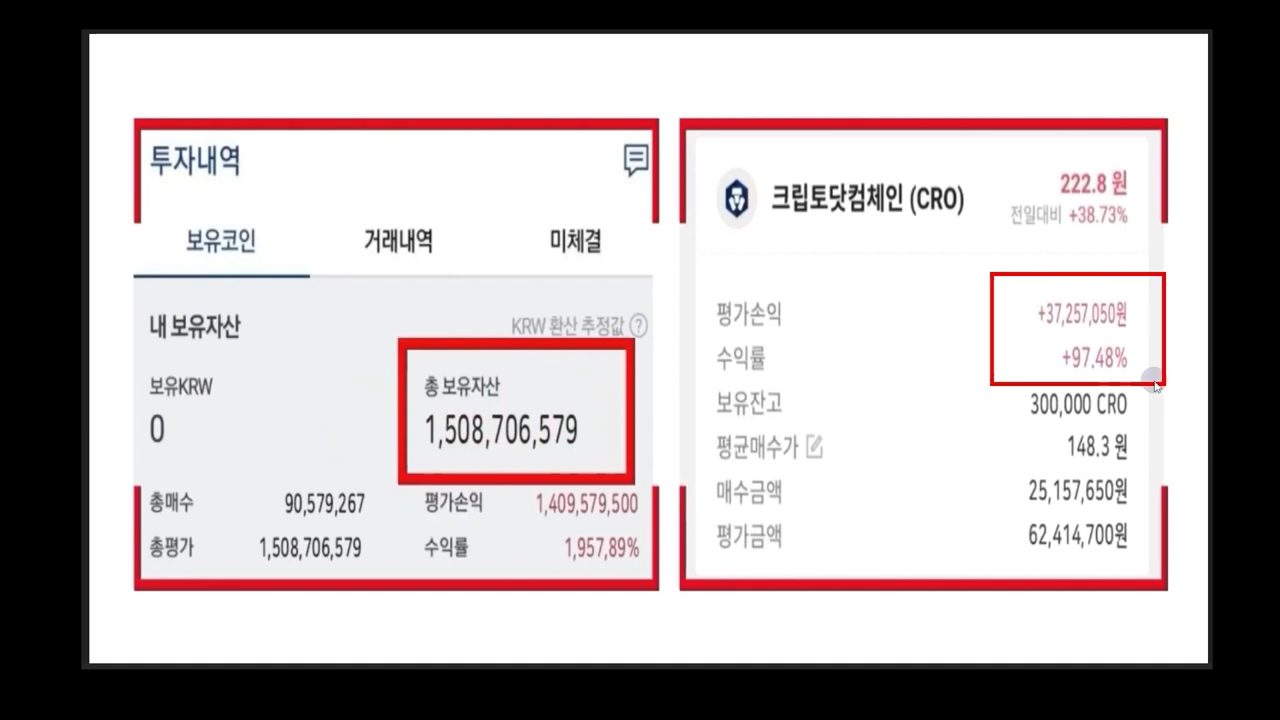 투자내역
보유코인 거래내역 미체결
내 보유자산 KRW 환산 추정값 ?
보유KRW 총 보유자산
0 1,508,706,579
총매수 90,579,267 평가손익 1,409,579,500
총평가 1,508,706,579 수익률 1,957,89%
크립토닷컴체인 (CRO) 222.8 원
전일대비 +38.73%
평가손익 +37,257,050원
수익률 +97.48%
보유잔고 300,000 CRO
평균매수가 148.3 원
매수금액 25,157,650원
평가금액 62,414,700원